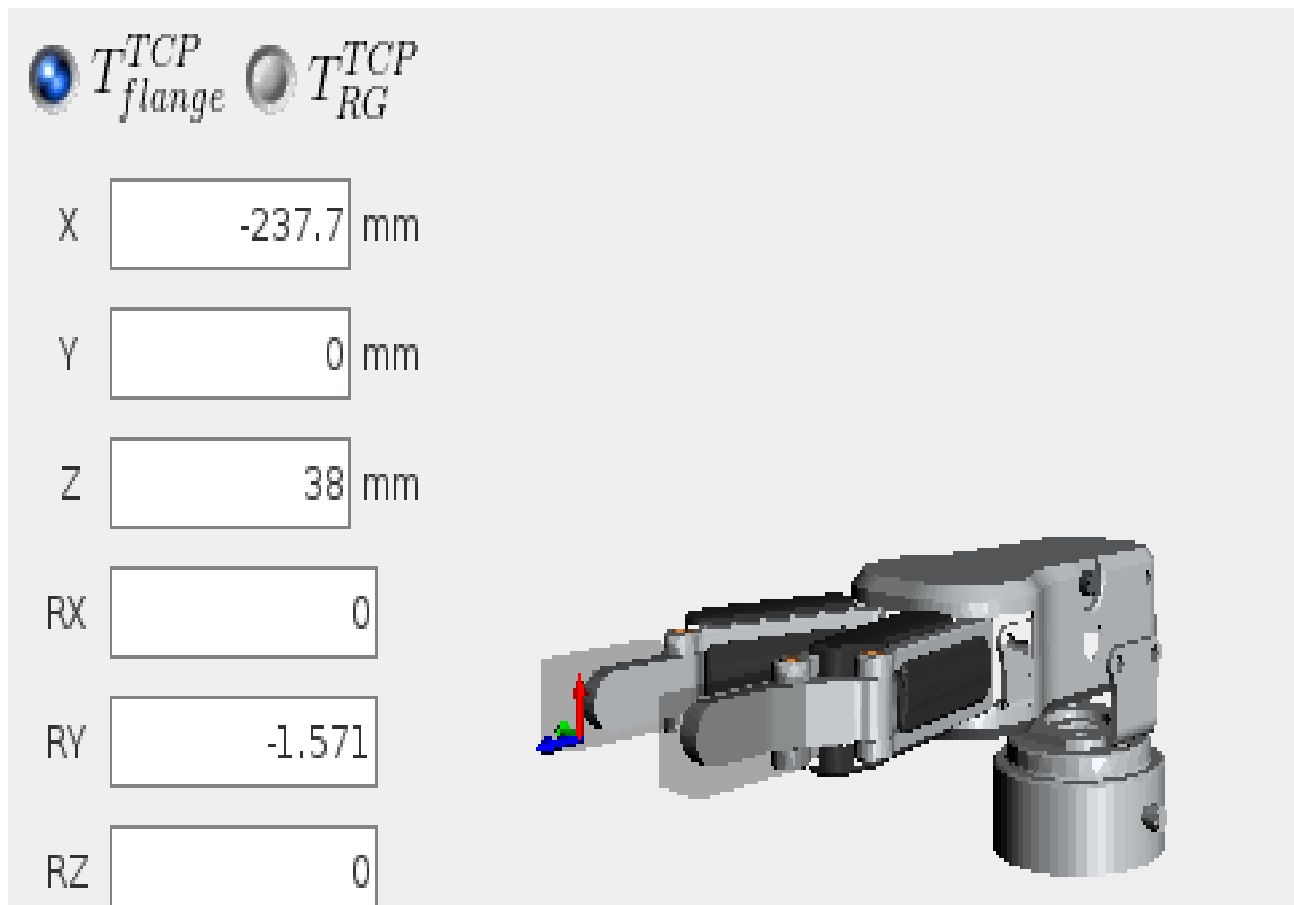 T TCP flange T TCP RG
X -237.7 mm
Y 0 mm
Z 38 mm
RX 0
RY -1.571
RZ 0